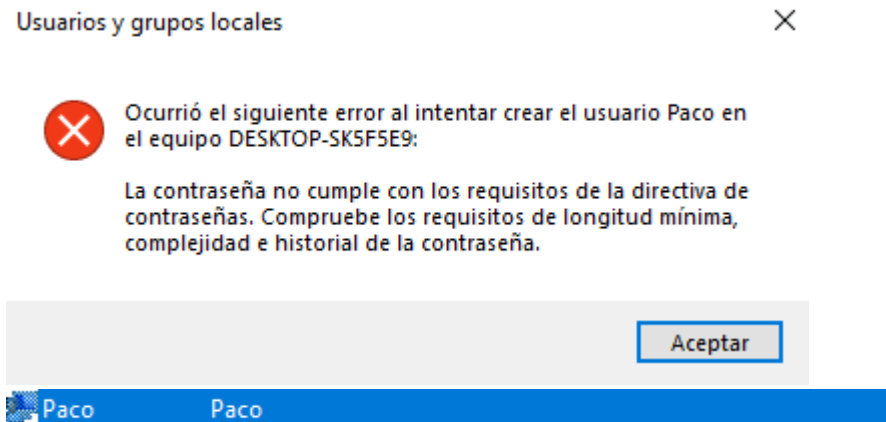 Usuarios y grupos locales
Ocurrió el siguiente error al intentar crear el usuario Paco en
el equipo DESKTOP-SK5F5E9:
La contraseña no cumple con los requisitos de la directiva de
contraseñas. Compruebe los requisitos de longitud mínima,
complejidad e historial de la contraseña.
Aceptar
Paco Paco